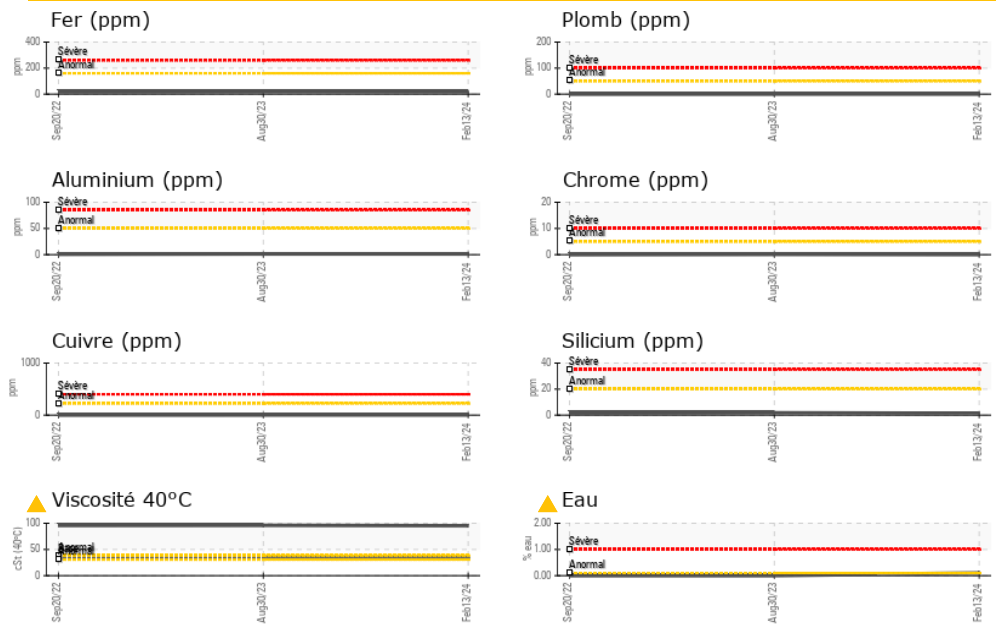 Fer (ppm)
400
200
0
ppm
Sévère
Anormal
Sep20/22
Aug30/23
Feb13/24
Plomb (ppm)
200
100
0
ppm
Sévère
Anormal
Sep20/22
Aug30/23
Feb13/24
Aluminium (ppm)
100
50
0
ppm
Sévère
Anormal
Sep20/22
Aug30/23
Feb13/24
Chrome (ppm)
20
10
0
ppm
Sévère
Anormal
Sep20/22
Aug30/23
Feb13/24
Cuivre (ppm)
1000
0
ppm
Sévère
Anormal
Sep20/22
Aug30/23
Feb13/24
Silicium (ppm)
40
20
0
ppm
Sévère
Anormal
Sep20/22
Aug30/23
Feb13/24
Viscosité 40°C
100
50
0
cSt (40°C)
Sep20/22
Aug30/23
Feb13/24
Eau
2.00
1.00
0.00
% eau
Sévère
Anormal
Sep20/22
Aug30/23
Feb13/24